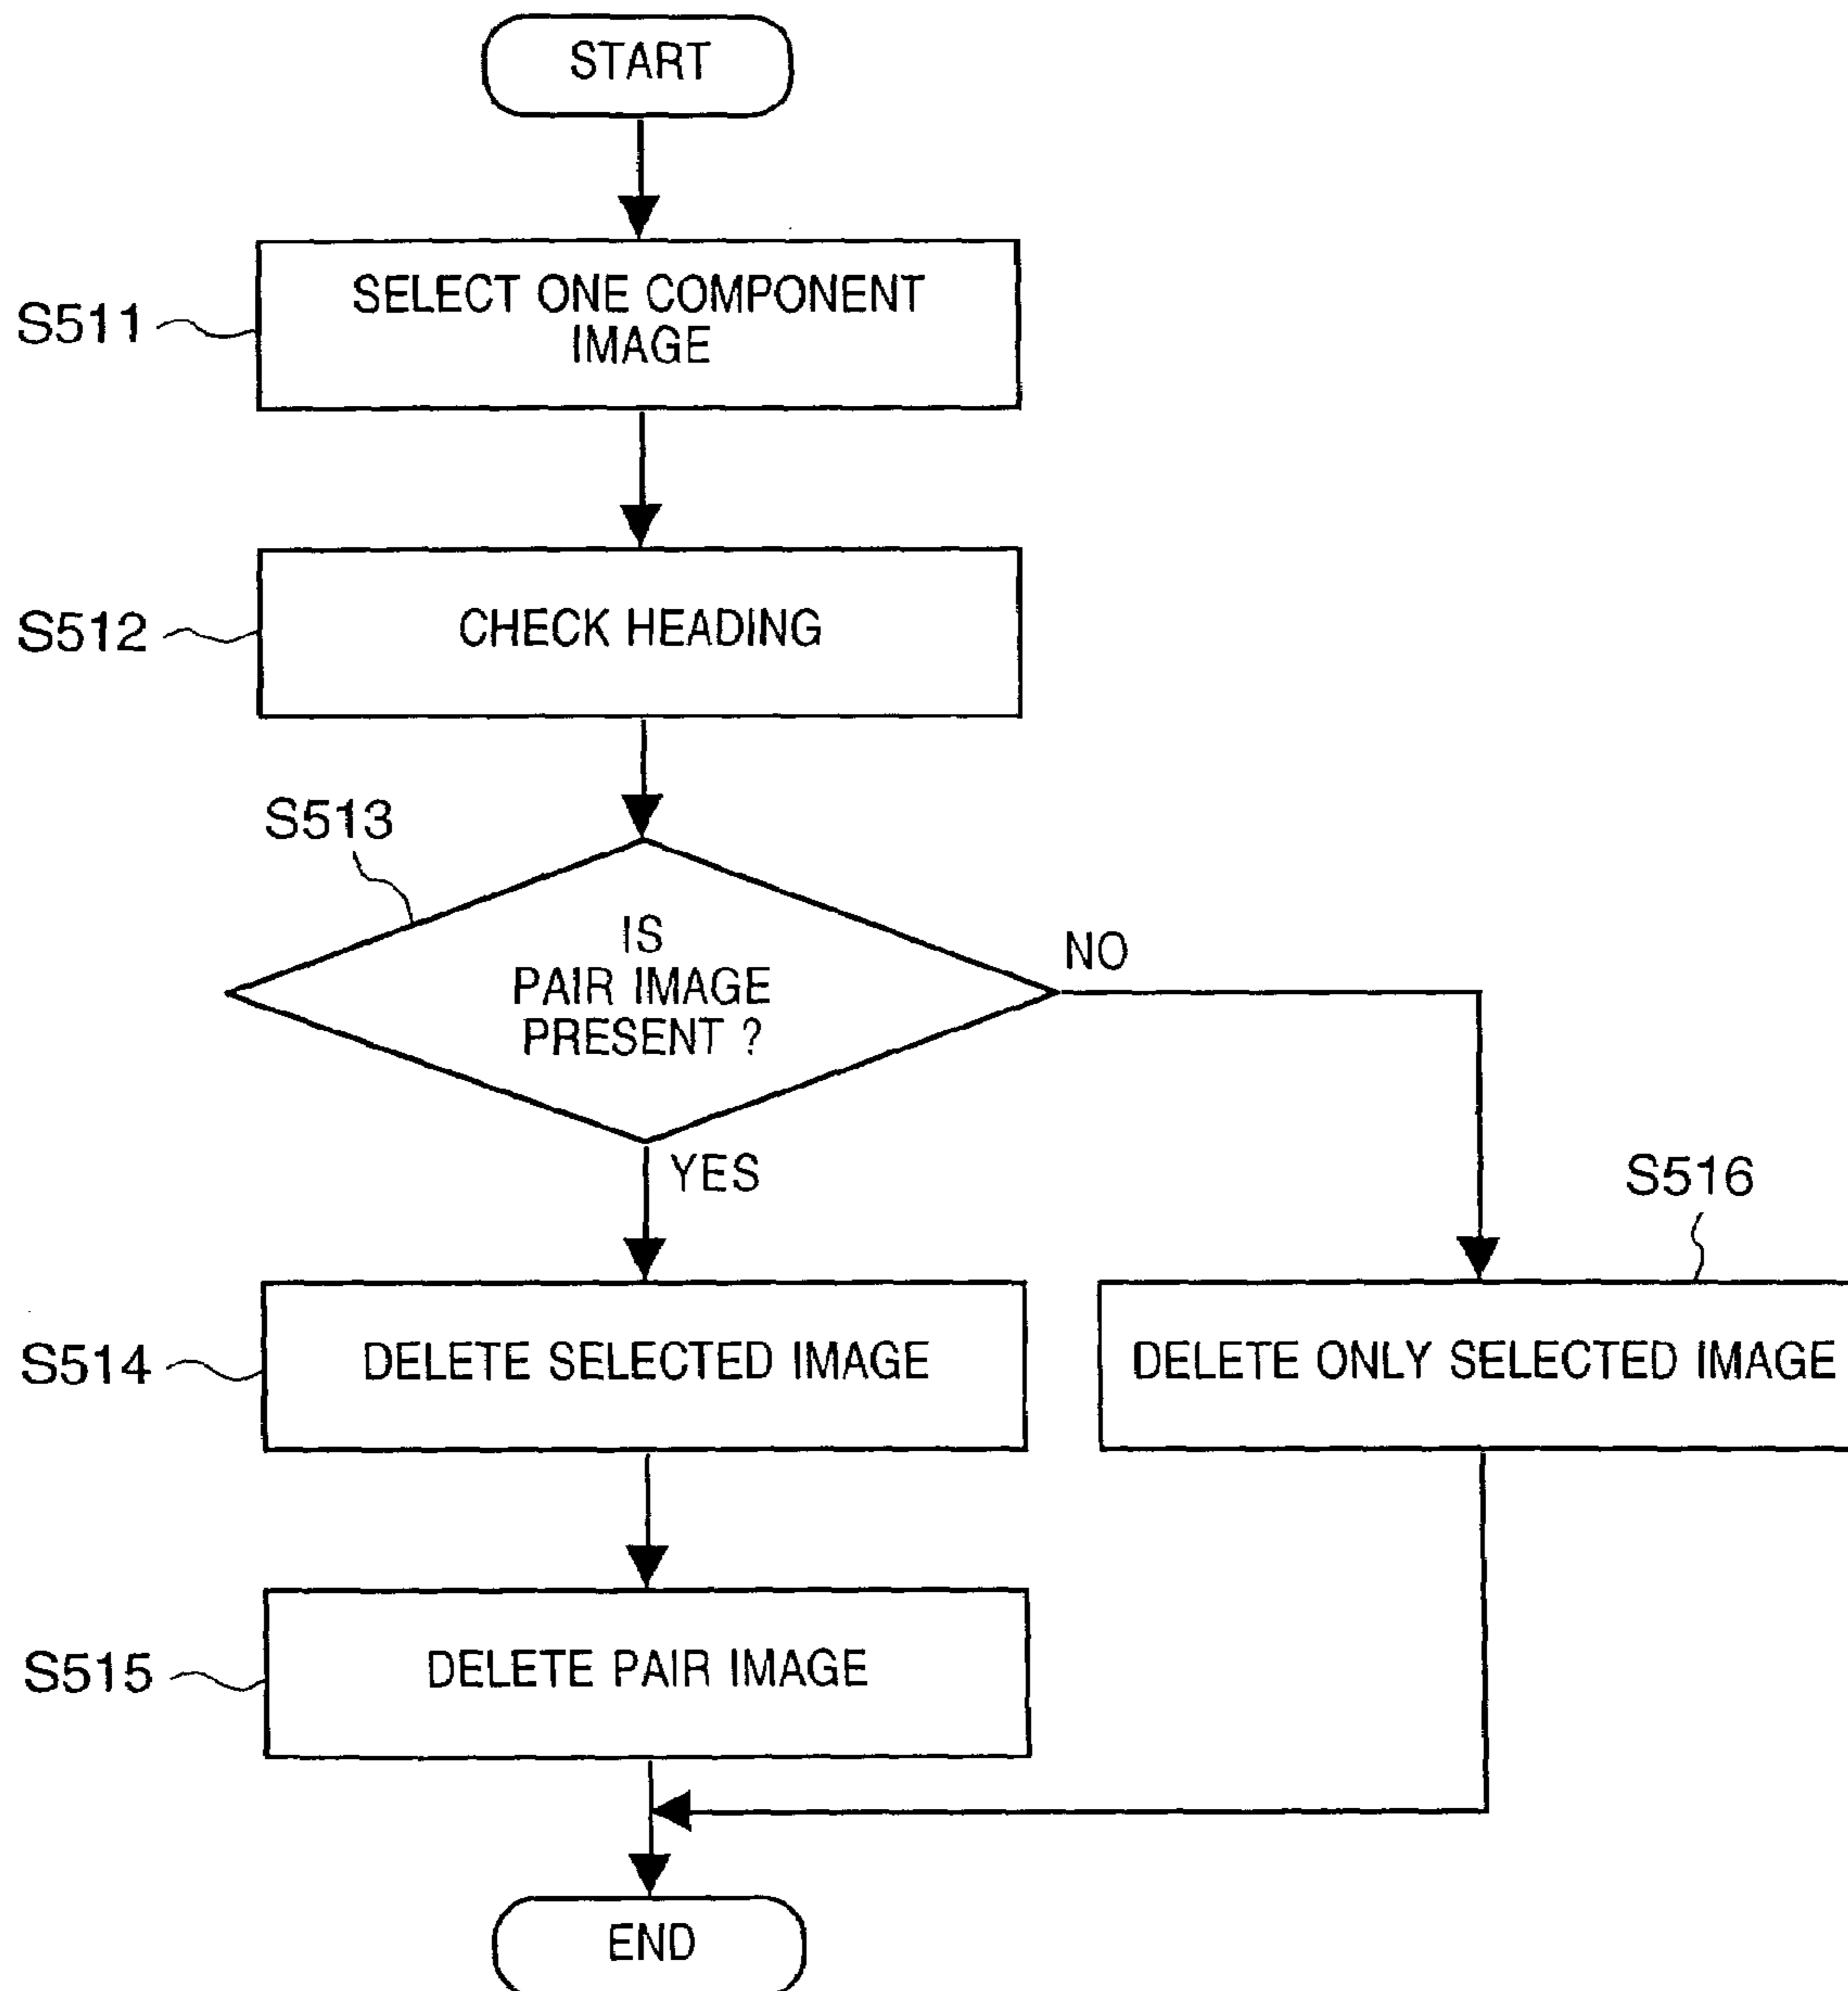 START
S511
SELECT ONE COMPONENT
IMAGE
S512
CHECK HEADING
S513
IS
PAIR IMAGE
PRESENT ?
NO
YES
S516
S514
DELETE SELECTED IMAGE
DELETE ONLY SELECTED IMAGE
S515
DELETE PAIR IMAGE
END